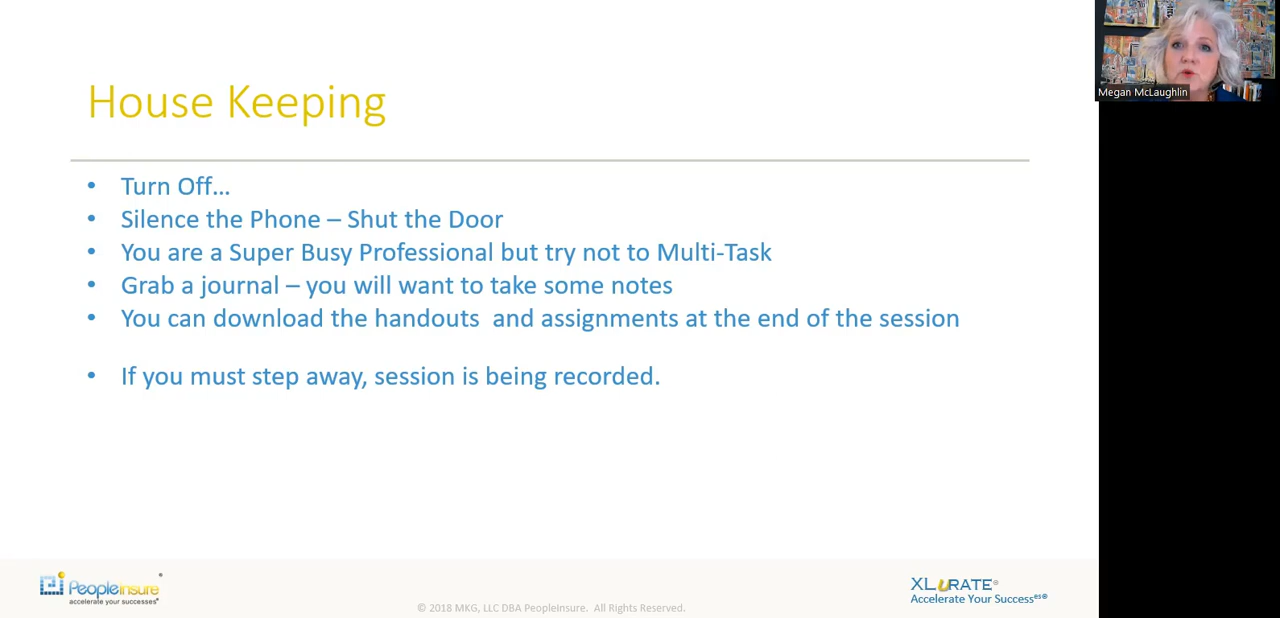 House Keeping
• Turn Off...
• Silence the Phone – Shut the Door
• You are a Super Busy Professional but try not to Multi-Task
• Grab a journal – you will want to take some notes
• You can download the handouts  and assignments at the end of the session
• If you must step away, session is being recorded.
Megan McLaughlin
PeopleInsure®
accelerate your successes®
© 2018 MKG, LLC DBA PeopleInsure.  All Rights Reserved.
XLuRATE®
Accelerate Your Success^es®